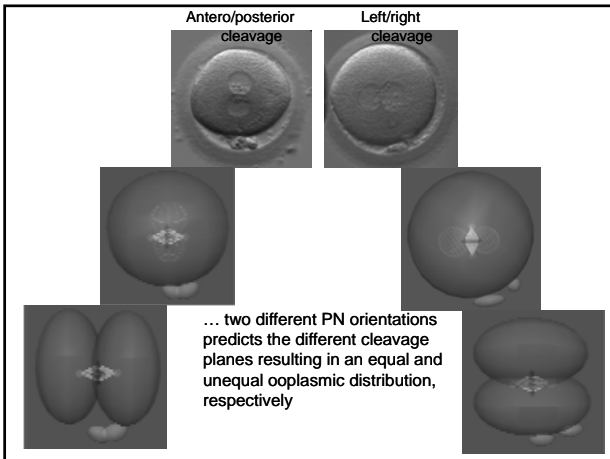 Antero/posterior
cleavage
Left/right
cleavage
... two different PN orientations
predicts the different cleavage
planes resulting in an equal and
unequal ooplasmic distribution,
respectively